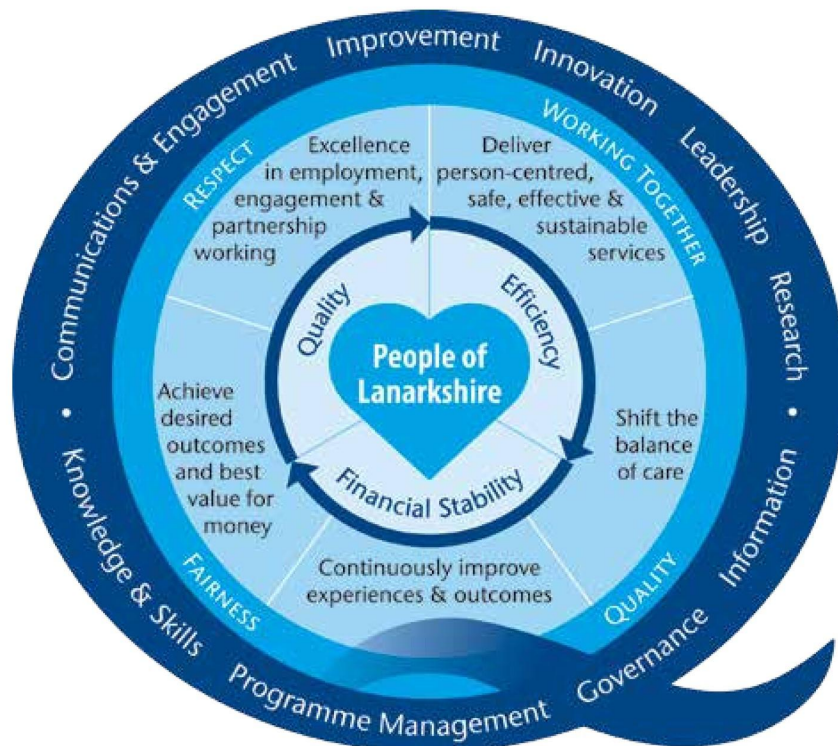 Communications & Engagement
Improvement
Innovation
Leadership
Research
•
Information
Governance
Programme Management
Knowledge & Skills
•
RESPECT
WORKING TOGETHER
QUALITY
FAIRNESS
Excellence
in employment,
engagement &
partnership
working
Deliver
person-centred,
safe, effective &
sustainable
services
Shift the
balance
of care
Continuously improve
experiences & outcomes
Achieve
desired
outcomes
and best
value for
money
Quality
Efficiency
Financial Stability
People of
Lanarkshire